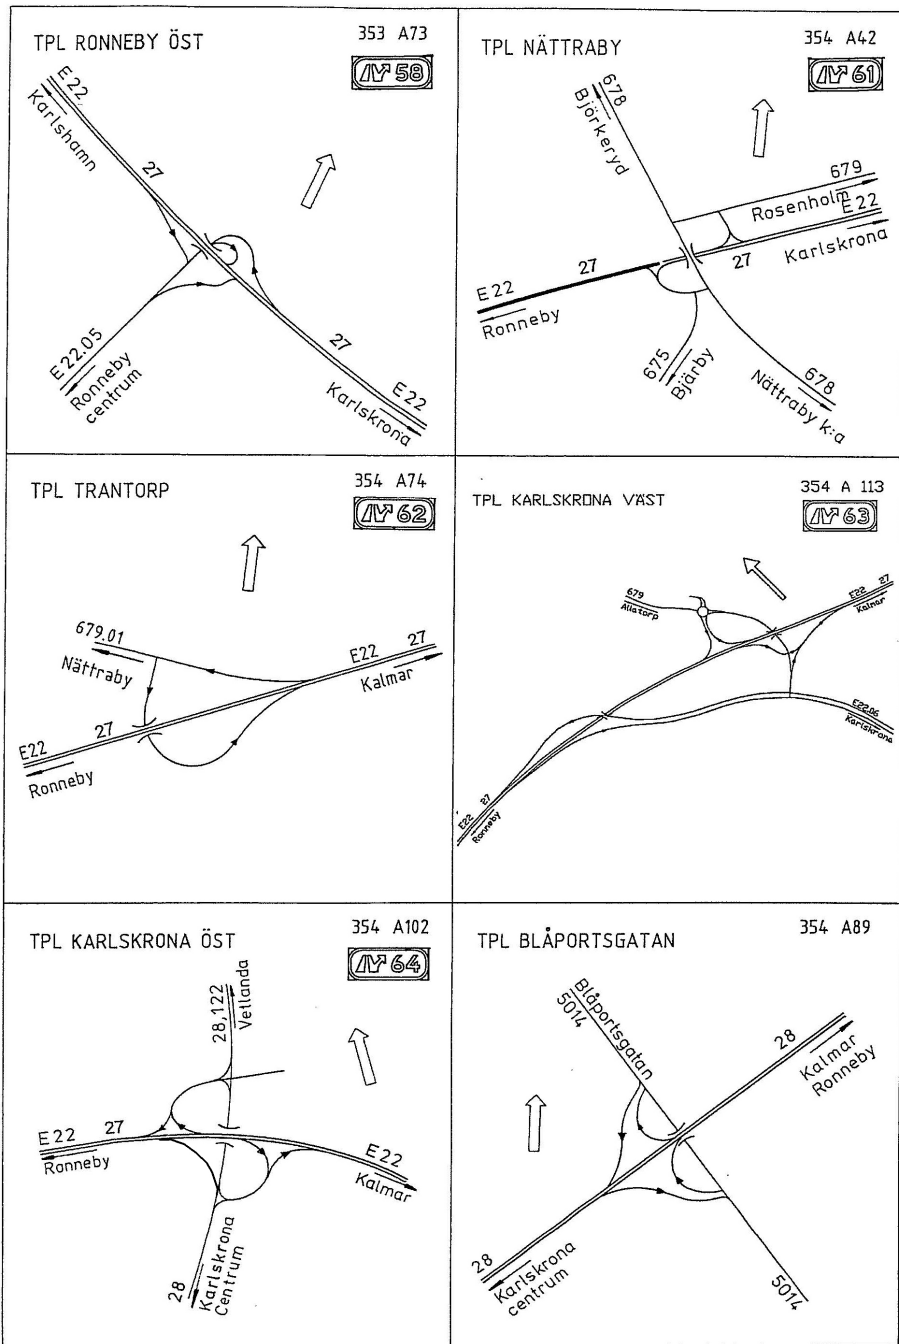 TPL RONNEBY ÖST
353 A73
58
E22
Karlshamn
27
27
E22.05
Ronneby
centrum
E22
Karlskrona
TPL NÄTTRABY
354 A42
61
678
Björkeryd
679
Rosenholm
E22
Karlskrona
27
27
E22
Ronneby
675
Bjärby
678
Nättraby k:a
TPL TRANTORP
354 A74
62
679.01
Nättraby
E22
27
Kalmar
27
E22
Ronneby
TPL KARLSKRONA VÄST
354 A 113
63
679
Allatorp
E22
27
Kalmar
E22.06
Karlskrona
27
E22
Ronneby
TPL KARLSKRONA ÖST
354 A102
64
28,122
Vetlanda
E22
27
Ronneby
E22
Kalmar
28
Karlskrona
Centrum
TPL BLÅPORTSGATAN
354 A89
Blåportsgatan
5014
28
Kalmar
Ronneby
28
Karlskrona
centrum
5014